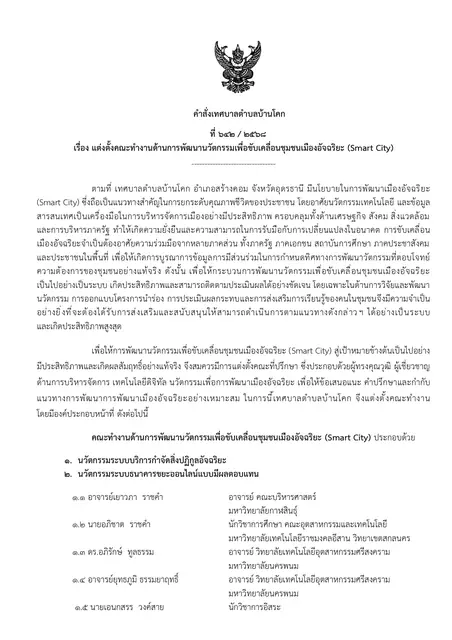 คำสั่งเทศบาลตำบลบ้านโคก
ที่ ๖๔๒ / ๒๕๖๘
เรื่อง แต่งตั้งคณะทำงานด้านการพัฒนานวัตกรรมเพื่อขับเคลื่อนชุมชนเมืองอัจฉริยะ (Smart City)
-------------------------------
ตามที่ เทศบาลตำบลบ้านโคก อำเภอสร้างคอม จังหวัดอุดรธานี มีนโยบายในการพัฒนาเมืองอัจฉริยะ
(Smart City) ซึ่งถือเป็นแนวทางสำคัญในการยกระดับคุณภาพชีวิตของประชาชน โดยอาศัยนวัตกรรมเทคโนโลยี และข้อมูล
สารสนเทศเป็นเครื่องมือในการบริหารจัดการเมืองอย่างมีประสิทธิภาพ ครอบคลุมทั้งด้านเศรษฐกิจ สังคม สิ่งแวดล้อม
และการบริหารภาครัฐ ทำให้เกิดความยั่งยืนและความสามารถในการรับมือกับการเปลี่ยนแปลงในอนาคต การขับเคลื่อน
เมืองอัจฉริยะจำเป็นต้องอาศัยความร่วมมือจากหลายภาคส่วน ทั้งภาครัฐ ภาคเอกชน สถาบันการศึกษา ภาคประชาสังคม
และประชาชนในพื้นที่ เพื่อให้เกิดการบูรณาการข้อมูลการมีส่วนร่วมในการกำหนดทิศทางการพัฒนานวัตกรรมที่ตอบโจทย์
ความต้องการของชุมชนอย่างแท้จริง ดังนั้น เพื่อให้กระบวนการพัฒนานวัตกรรมเพื่อขับเคลื่อนชุมชนเมืองอัจฉริยะ
เป็นไปอย่างเป็นระบบ เกิดประสิทธิภาพและสามารถติดตามประเมินผลได้อย่างชัดเจน โดยเฉพาะในด้านการวิจัยและพัฒนา
นวัตกรรม การออกแบบโครงการนำร่อง การประเมินผลกระทบและการส่งเสริมการเรียนรู้ของคนในชุมชนจึงมีความจำเป็น
อย่างยิ่งที่จะต้องได้รับการส่งเสริมและสนับสนุนให้สามารถดำเนินการตามแนวทางดังกล่าวฯ ได้อย่างเป็นระบบ
และเกิดประสิทธิภาพสูงสุด
เพื่อให้การพัฒนานวัตกรรมเพื่อขับเคลื่อนชุมชนเมืองอัจฉริยะ (Smart City) สู่เป้าหมายข้างต้นเป็นไปอย่าง
มีประสิทธิภาพและเกิดผลสัมฤทธิ์อย่างแท้จริง จึงสมควรมีการแต่งตั้งคณะที่ปรึกษา ซึ่งประกอบด้วยผู้ทรงคุณวุฒิ ผู้เชี่ยวชาญ
ด้านการบริหารจัดการ เทคโนโลยีดิจิทัล นวัตกรรมเพื่อการพัฒนาเมืองอัจฉริยะ เพื่อให้ข้อเสนอแนะ คำปรึกษาและกำกับ
แนวทางการพัฒนาการพัฒนาเมืองอัจฉริยะอย่างเหมาะสม ในการนี้เทศบาลตำบลบ้านโคก จึงแต่งตั้งคณะทำงาน
โดยมีองค์ประกอบหน้าที่ ดังต่อไปนี้
คณะทำงานด้านการพัฒนานวัตกรรมเพื่อขับเคลื่อนชุมชนเมืองอัจฉริยะ (Smart City) ประกอบด้วย
๑. นวัตกรรมระบบบริการกำจัดสิ่งปฏิกูลอัจฉริยะ
๒. นวัตกรรมระบบธนาคารขยะออนไลน์แบบมีผลตอบแทน
๑.๑ อาจารย์เยาวภา ราชคำ อาจารย์ คณะบริหารศาสตร์
มหาวิทยาลัยกาฬสินธุ์
๑.๒ นายอภิชาต ราชคำ นักวิชาการศึกษา คณะอุตสาหกรรมและเทคโนโลยี
มหาวิทยาลัยเทคโนโลยีราชมงคลอีสาน วิทยาเขตสกลนคร
๑.๓ ดร.อภิรักษ์ ทูลธรรม อาจารย์ วิทยาลัยเทคโนโลยีอุตสาหกรรมศรีสงคราม
มหาวิทยาลัยนครพนม
๑.๔ อาจารย์ยุทธภูมิ ธรรมยาฤทธิ์ อาจารย์ วิทยาลัยเทคโนโลยีอุตสาหกรรมศรีสงคราม
มหาวิทยาลัยนครพนม
๑.๕ นายเอนกสรร วงค์สาย นักวิชาการอิสระ